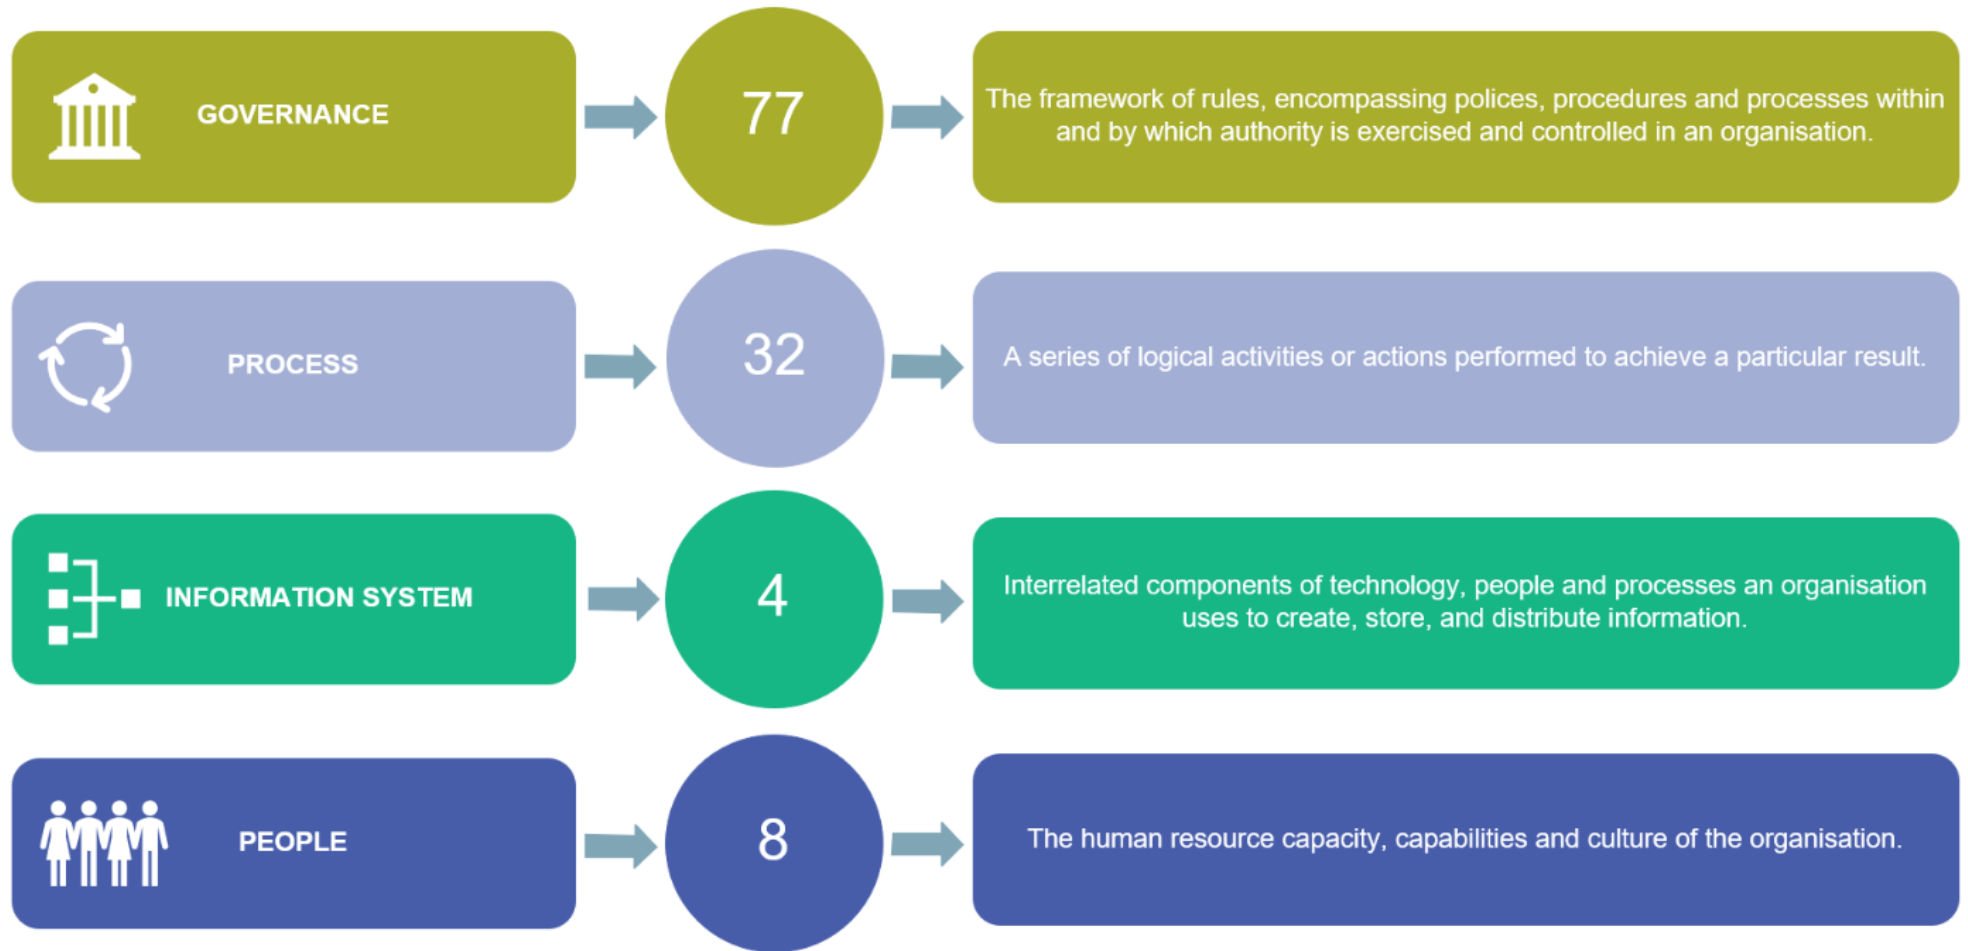 GOVERNANCE
77
The framework of rules, encompassing polices, procedures and processes within
and by which authority is exercised and controlled in an organisation.
PROCESS
32
A series of logical activities or actions performed to achieve a particular result.
INFORMATION SYSTEM
4
Interrelated components of technology, people and processes an organisation
uses to create, store, and distribute information.
PEOPLE
8
The human resource capacity, capabilities and culture of the organisation.